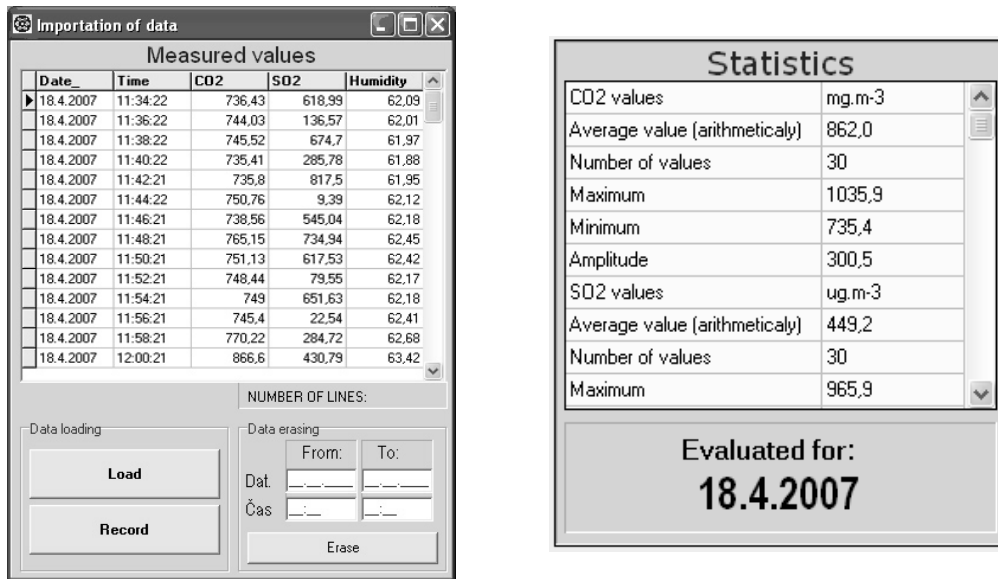 Importation of data
Measured values
Date_ Time CO2 SO2 Humidity
18.4.2007 11:34:22 736,43 618,99 62,09
18.4.2007 11:36:22 744,03 136,57 62,01
18.4.2007 11:38:22 745,52 674,7 61,97
18.4.2007 11:40:22 735,41 285,78 61,88
18.4.2007 11:42:21 735,8 817,5 61,95
18.4.2007 11:44:22 750,76 9,39 62,12
18.4.2007 11:46:21 738,56 545,04 62,18
18.4.2007 11:48:21 765,15 734,94 62,45
18.4.2007 11:50:21 751,13 617,53 62,42
18.4.2007 11:52:21 748,44 79,55 62,17
18.4.2007 11:54:21 749 651,63 62,18
18.4.2007 11:56:21 745,4 22,54 62,41
18.4.2007 11:58:21 770,22 284,72 62,68
18.4.2007 12:00:21 866,6 430,79 63,42
NUMBER OF LINES:
Data loading
Load
Record
Data erasing
From: To:
Dat. __.__.____ __.__.____
Čas __:__ __:__
Erase
Statistics
CO2 values mg.m-3
Average value (arithmeticaly) 862,0
Number of values 30
Maximum 1035,9
Minimum 735,4
Amplitude 300,5
SO2 values ug.m-3
Average value (arithmeticaly) 449,2
Number of values 30
Maximum 965,9
Evaluated for:
18.4.2007